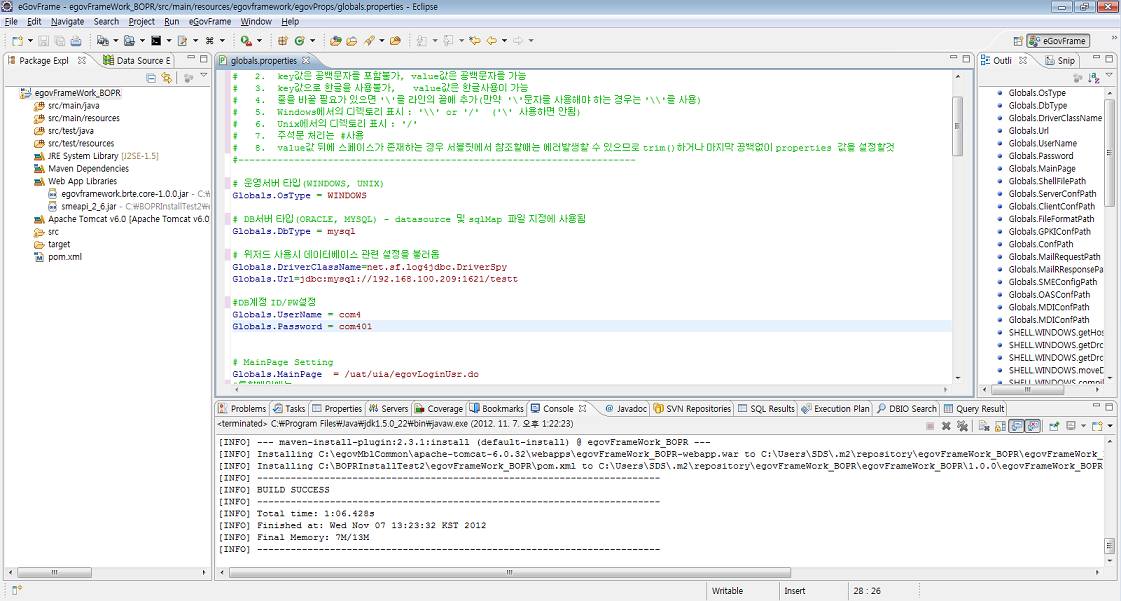 eGovFrame - egovFrameWork_BOPR/src/main/resources/egovframework/egovProps/globals.properties - Eclipse
File Edit Navigate Search Project Run eGovFrame Window Help
eGovFrame
Package Expl
Data Source E
globals.properties
Outli
Snip
egovFrameWork_BOPR
src/main/java
src/main/resources
src/test/java
src/test/resources
JRE System Library [J2SE-1.5]
Maven Dependencies
Web App Libraries
egovframework.brte.core-1.0.0.jar - C:₩
smeapi_2_6.jar - C:₩BOPRInstallTest2₩e
Apache Tomcat v6.0 [Apache Tomcat v6.0
src
target
pom.xml
# 2. key값은 공백문자를 포함불가, value값은 공백문자를 가능
# 3. key값으로 한글을 사용불가, value값은 한글사용이 가능
# 4. 줄을 바꿀 필요가 있으면 '\'를 라인의 끝에 추가(만약 '\'문자를 사용해야 하는 경우는 '\\'를 사용)
# 5. Windows에서의 디렉토리 표시 : '\\' or '/' ('\' 사용하면 안됨)
# 6. Unix에서의 디렉토리 표시 : '/'
# 7. 주석문 처리는 #사용
# 8. value값 뒤에 스페이스가 존재하는 경우 서블릿에서 참조할때는 에러발생할 수 있으므로 trim()하거나 마지막 공백없이 properties 값을 설정할것
#-----------------------------------------------------------------
# 운영서버 타입(WINDOWS, UNIX)
Globals.OsType = WINDOWS
# DB서버 타입(ORACLE, MYSQL) - datasource 및 sqlMap 파일 지정에 사용됨
Globals.DbType = mysql
# 위저드 사용시 데이터베이스 관련 설정을 불러옴
Globals.DriverClassName=net.sf.log4jdbc.DriverSpy
Globals.Url=jdbc:mysql://192.168.100.209:1621/testt
#DB계정 ID/PW설정
Globals.UserName = com4
Globals.Password = com401
# MainPage Setting
Globals.MainPage = /uat/uia/egovLoginUsr.do
Globals.OsType
Globals.DbType
Globals.DriverClassName
Globals.Url
Globals.UserName
Globals.Password
Globals.MainPage
Globals.ShellFilePath
Globals.ServerConfPath
Globals.ClientConfPath
Globals.FileFormatPath
Globals.GPKIConfPath
Globals.ConfPath
Globals.MailRequestPath
Globals.MailRResponsePa
Globals.SMEConfigPath
Globals.OASConfPath
Globals.MDIConfPath
Globals.MDIConfPath
SHELL.WINDOWS.getHos
SHELL.WINDOWS.getDrc
SHELL.WINDOWS.getDrc
SHELL.WINDOWS.moveD
SHELL.WINDOWS.compil
Problems Tasks Properties Servers Coverage Bookmarks Console Javadoc SVN Repositories SQL Results Execution Plan DBIO Search Query Result
<terminated> C:₩Program Files₩Java₩jdk1.5.0_22₩bin₩javaw.exe (2012. 11. 7. 오후 1:22:23)
[INFO] --- maven-install-plugin:2.3.1:install (default-install) @ egovFrameWork_BOPR ---
[INFO] Installing C:\egovMblCommon\apache-tomcat-6.0.32\webapps\egovFrameWork_BOPR-webapp.war to C:\Users\SDS\.m2\repository\egovFrameWork_BOPR\egovFrameWork_
[INFO] Installing C:\BOPRInstallTest2\egovFrameWork_BOPR\pom.xml to C:\Users\SDS\.m2\repository\egovFrameWork_BOPR\egovFrameWork_BOPR\1.0.0\egovFrameWork_BOPR
[INFO] ------------------------------------------------------------------------
[INFO] BUILD SUCCESS
[INFO] ------------------------------------------------------------------------
[INFO] Total time: 1:06.428s
[INFO] Finished at: Wed Nov 07 13:23:32 KST 2012
[INFO] Final Memory: 7M/13M
[INFO] ------------------------------------------------------------------------
Writable Insert 28 : 26